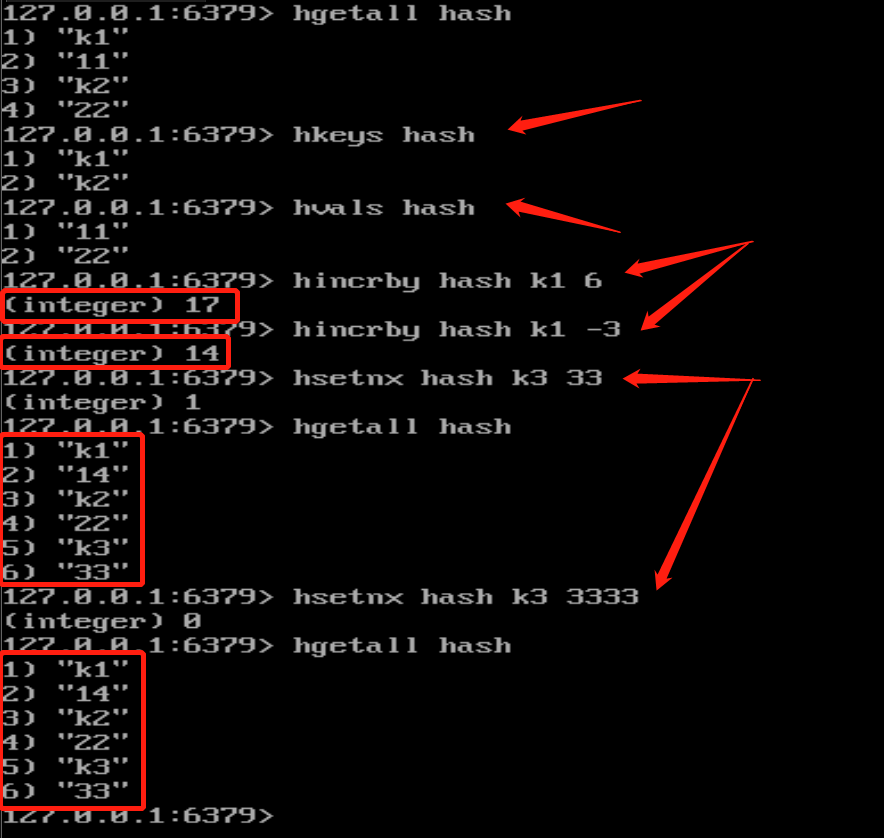 127.0.0.1:6379> hgetall hash
1) "k1"
2) "11"
3) "k2"
4) "22"
127.0.0.1:6379> hkeys hash
1) "k1"
2) "k2"
127.0.0.1:6379> hvals hash
1) "11"
2) "22"
127.0.0.1:6379> hincrby hash k1 6
(integer) 17
127.0.0.1:6379> hincrby hash k1 -3
(integer) 14
127.0.0.1:6379> hsetnx hash k3 33
(integer) 1
127.0.0.1:6379> hgetall hash
1) "k1"
2) "14"
3) "k2"
4) "22"
5) "k3"
6) "33"
127.0.0.1:6379> hsetnx hash k3 3333
(integer) 0
127.0.0.1:6379> hgetall hash
1) "k1"
2) "14"
3) "k2"
4) "22"
5) "k3"
6) "33"
127.0.0.1:6379>